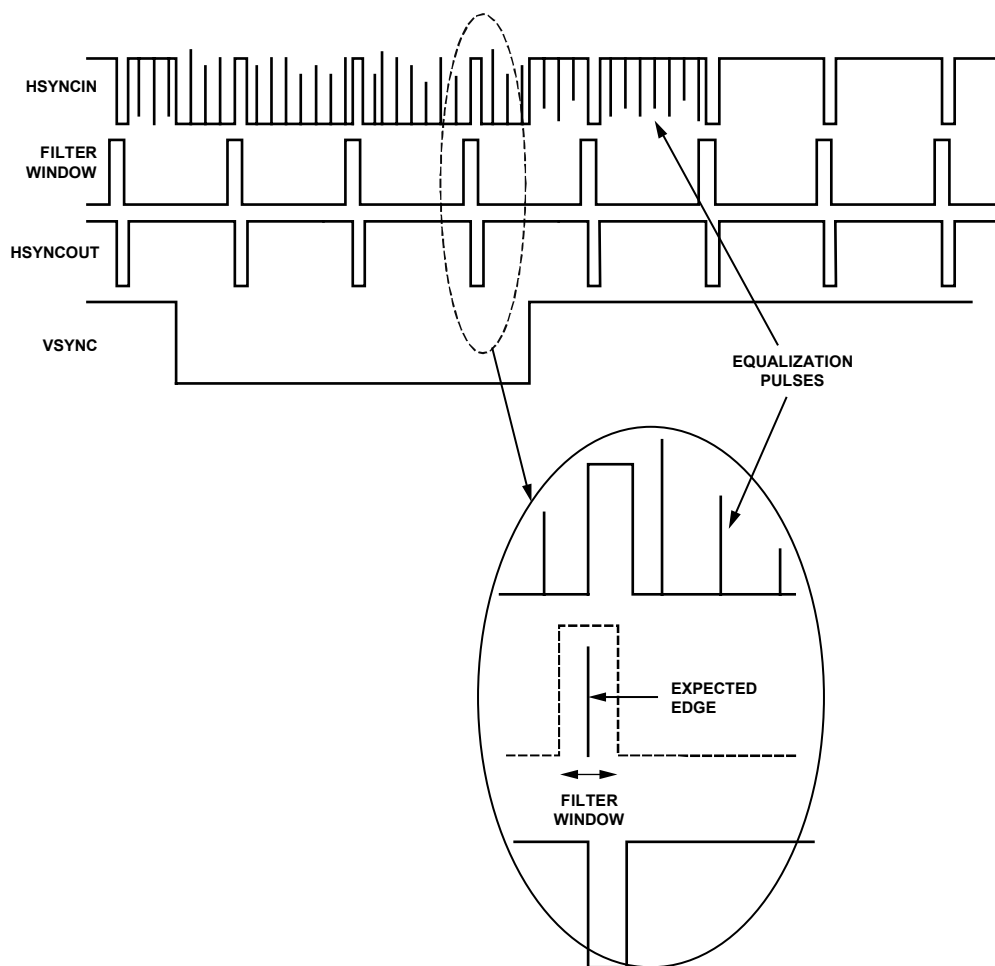 HSYNCIN
FILTER
WINDOW
HSYNCOUT
VSYNC
EQUALIZATION
PULSES
EXPECTED
EDGE
FILTER
WINDOW